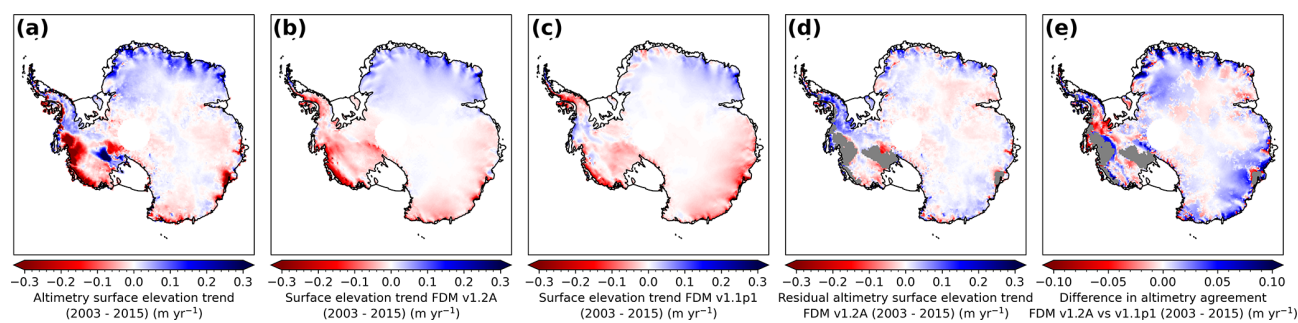 (a) (b) (c) (d) (e)
−0.3 −0.2 −0.1 0.0 0.1 0.2 0.3
Altimetry surface elevation trend
(2003 - 2015) (m yr⁻¹)
−0.3 −0.2 −0.1 0.0 0.1 0.2 0.3
Surface elevation trend FDM v1.2A
(2003 - 2015) (m yr⁻¹)
−0.3 −0.2 −0.1 0.0 0.1 0.2 0.3
Surface elevation trend FDM v1.1p1
(2003 - 2015) (m yr⁻¹)
−0.3 −0.2 −0.1 0.0 0.1 0.2 0.3
Residual altimetry surface elevation trend
FDM v1.2A (2003 - 2015) (m yr⁻¹)
−0.10 −0.05 0.00 0.05 0.10
Difference in altimetry agreement
FDM v1.2A vs v1.1p1 (2003 - 2015) (m yr⁻¹)